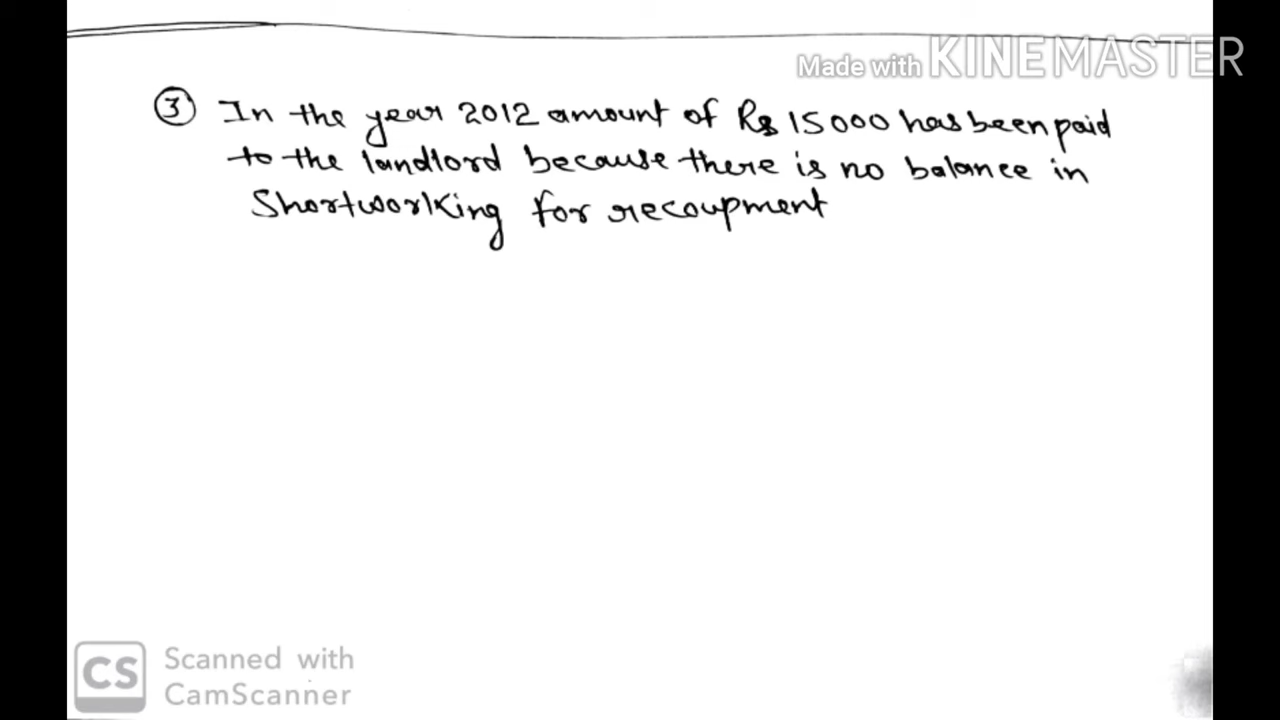 Made with KINEMASTER
③ In the year 2012 amount of Rs 15000 has been paid
to the landlord because there is no balance in
Shortworking for recoupment
CS Scanned with
CamScanner